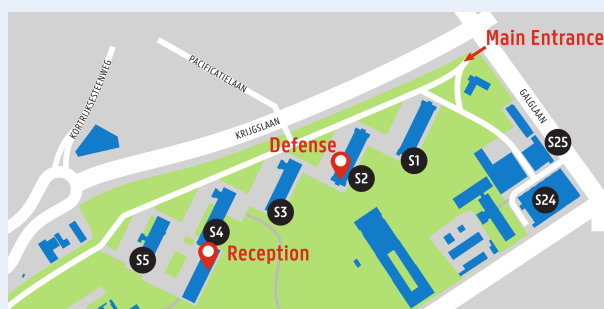 Main Entrance
PACIFICATIELAAN
KORTRIJKSESTEENWEG
GALGLAAN
KRIJGSLAAN
Defense
S1
S25
S2
S24
S3
S4
Reception
S5